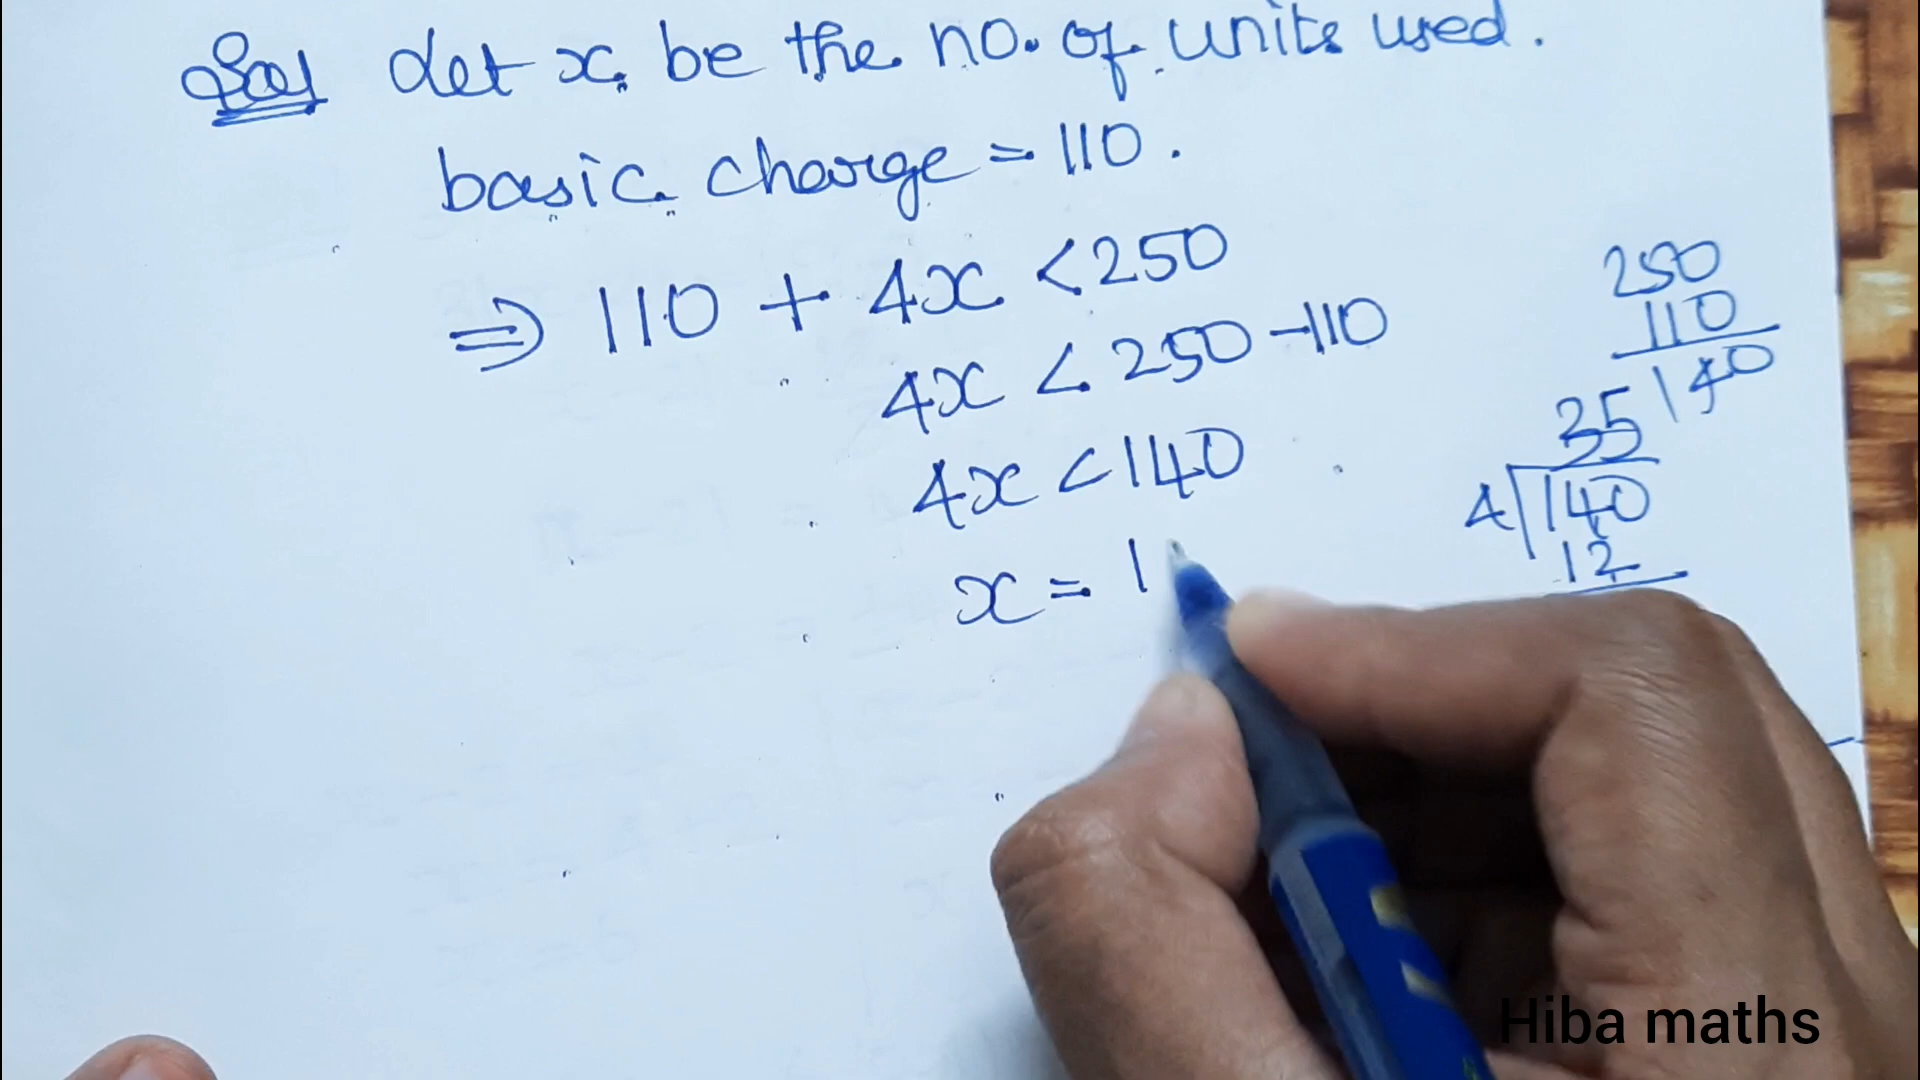 Sol Let x be the no. of units used.
basic charge = 110.
⇒ 110 + 4x < 250
4x < 250 - 110
4x < 140
x = 1
250
110
140
35
4 140
12
Hiba maths